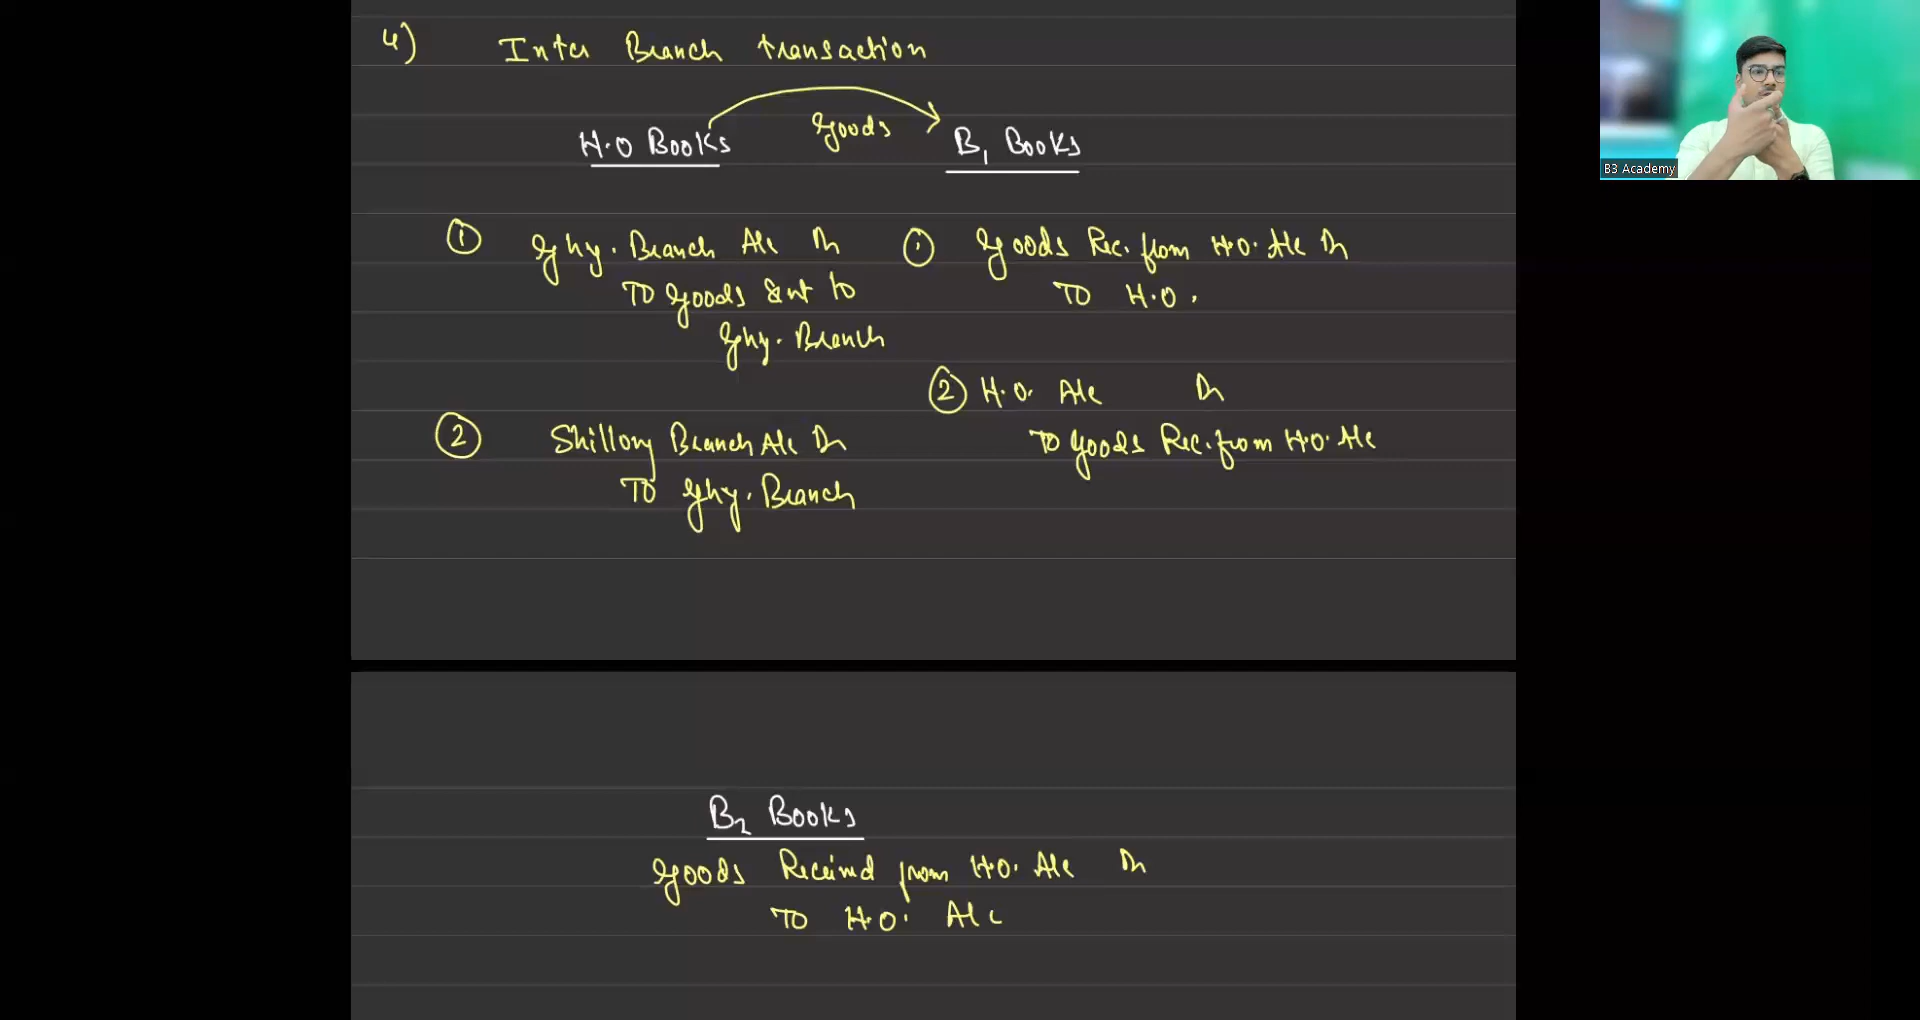 4) Inter Branch transaction
Goods
H.O Books
B1 Books
① Ghy. Branch A/c Dr
To Goods sent to
Ghy. Branch
② Shillong Branch A/c Dr
To Ghy. Branch
① Goods Rec. from H.O. A/c Dr
To H.O.
② H.O. A/c Dr
To Goods Rec. from H.O. A/c
B2 Books
Goods Received from H.O. A/c Dr
To H.O. A/c
B3 Academy